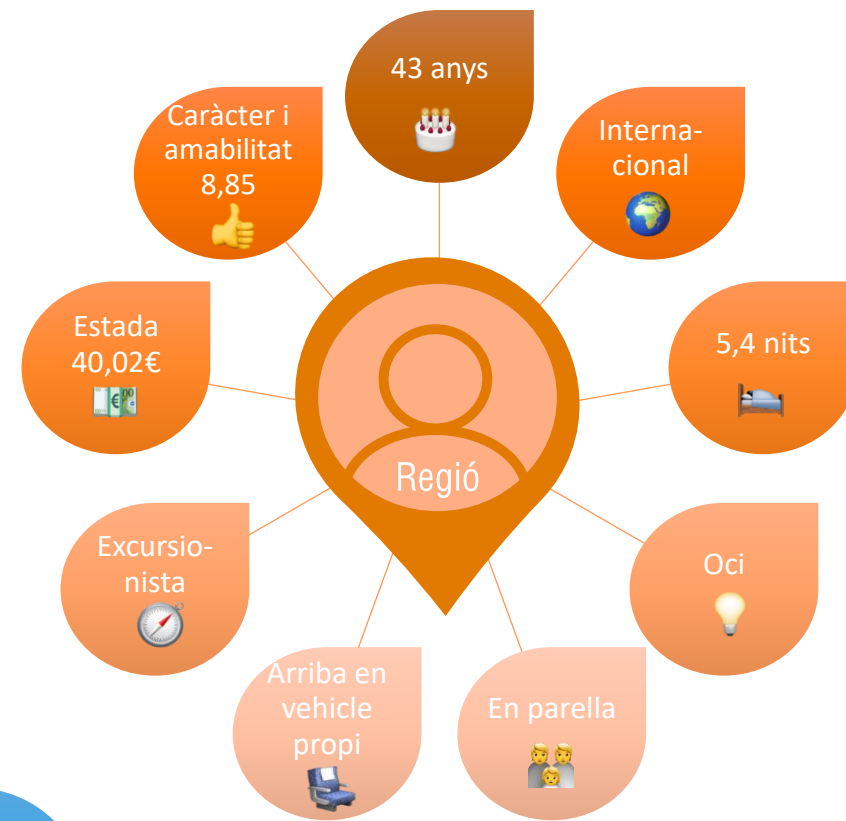 43 anys
Interna-
cional
5,4 nits
Oci
En parella
Arriba en
vehicle
propi
Excursio-
nista
Estada
40,02€
Caràcter i
amabilitat
8,85
Regió